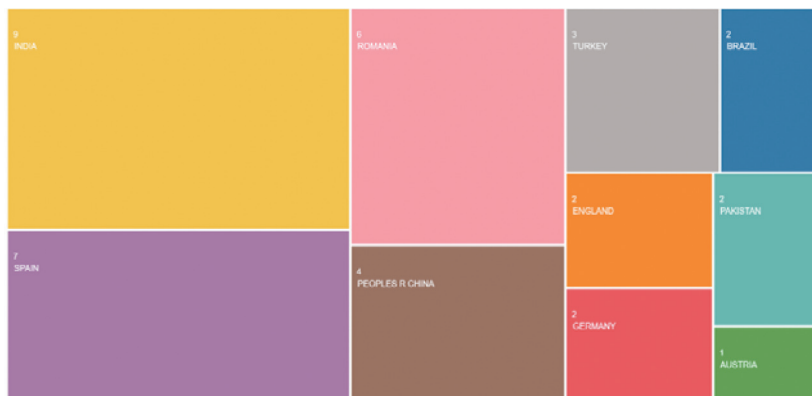 9
INDIA
7
SPAIN
6
ROMANIA
4
PEOPLES R CHINA
3
TURKEY
2
BRAZIL
2
ENGLAND
2
PAKISTAN
2
GERMANY
1
AUSTRIA